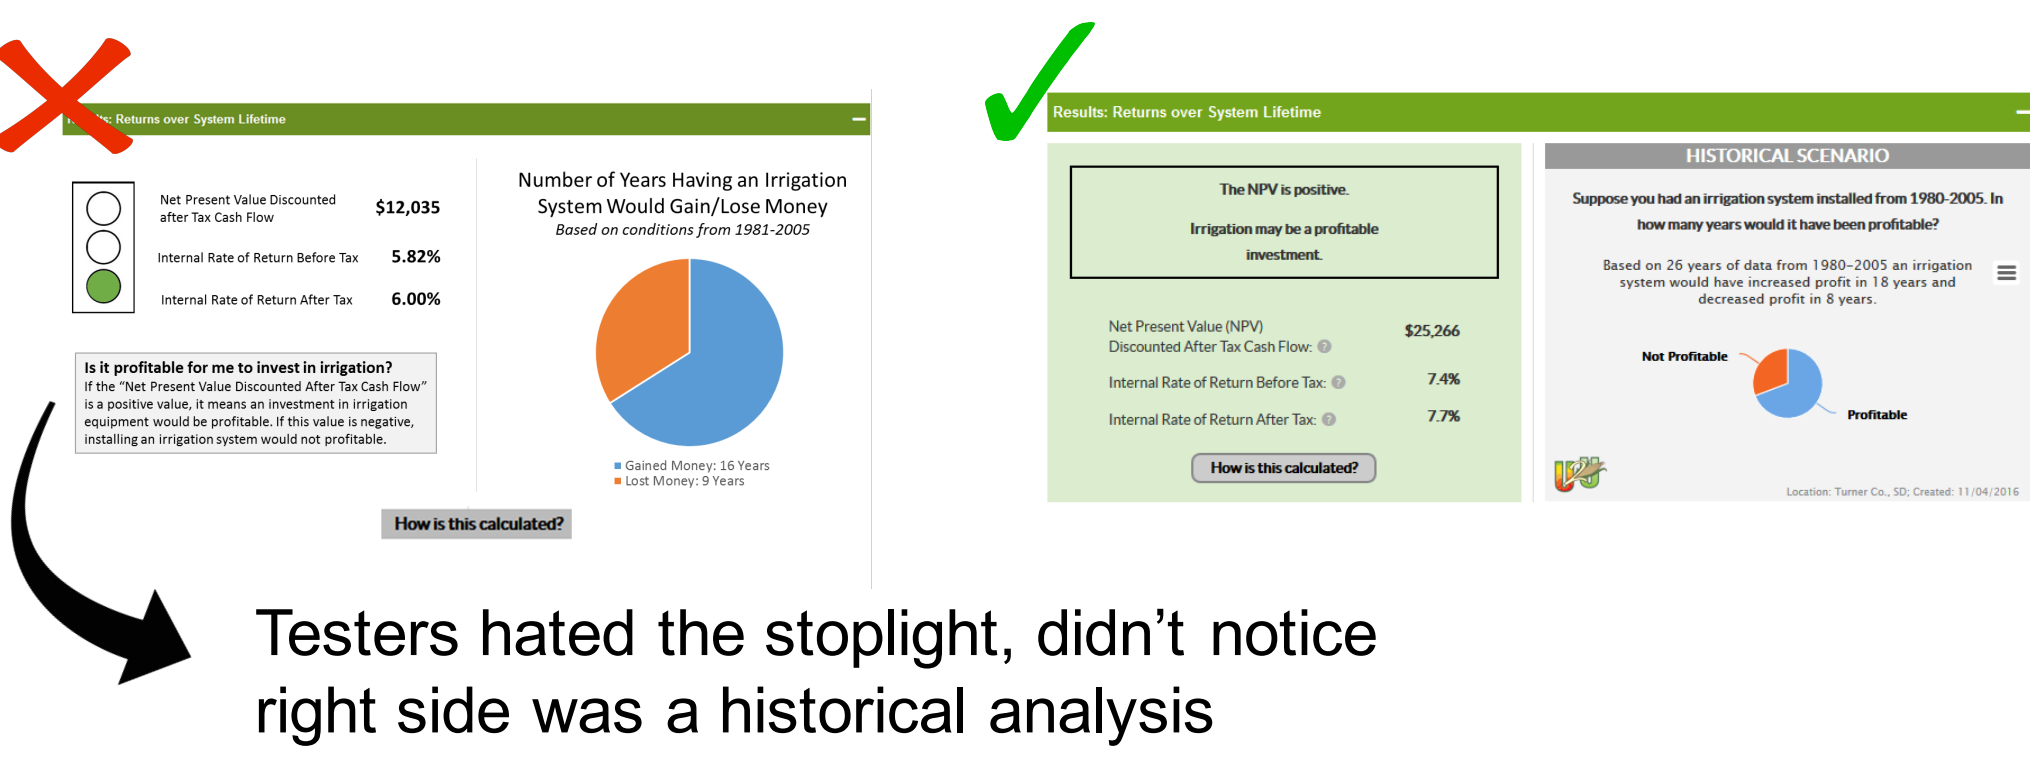 Results: Returns over System Lifetime
Net Present Value Discounted
after Tax Cash Flow
$12,035
Internal Rate of Return Before Tax
5.82%
Internal Rate of Return After Tax
6.00%
Is it profitable for me to invest in irrigation?
If the “Net Present Value Discounted After Tax Cash Flow”
is a positive value, it means an investment in irrigation
equipment would be profitable. If this value is negative,
installing an irrigation system would not profitable.
Number of Years Having an Irrigation
System Would Gain/Lose Money
Based on conditions from 1981-2005
Gained Money: 16 Years
Lost Money: 9 Years
How is this calculated?
Results: Returns over System Lifetime
The NPV is positive.
Irrigation may be a profitable
investment.
Net Present Value (NPV)
Discounted After Tax Cash Flow: ?
$25,266
Internal Rate of Return Before Tax: ?
7.4%
Internal Rate of Return After Tax: ?
7.7%
How is this calculated?
HISTORICAL SCENARIO
Suppose you had an irrigation system installed from 1980-2005. In
how many years would it have been profitable?
Based on 26 years of data from 1980-2005 an irrigation
system would have increased profit in 18 years and
decreased profit in 8 years.
Not Profitable
Profitable
U2U
Location: Turner Co., SD; Created: 11/04/2016
Testers hated the stoplight, didn’t notice
right side was a historical analysis